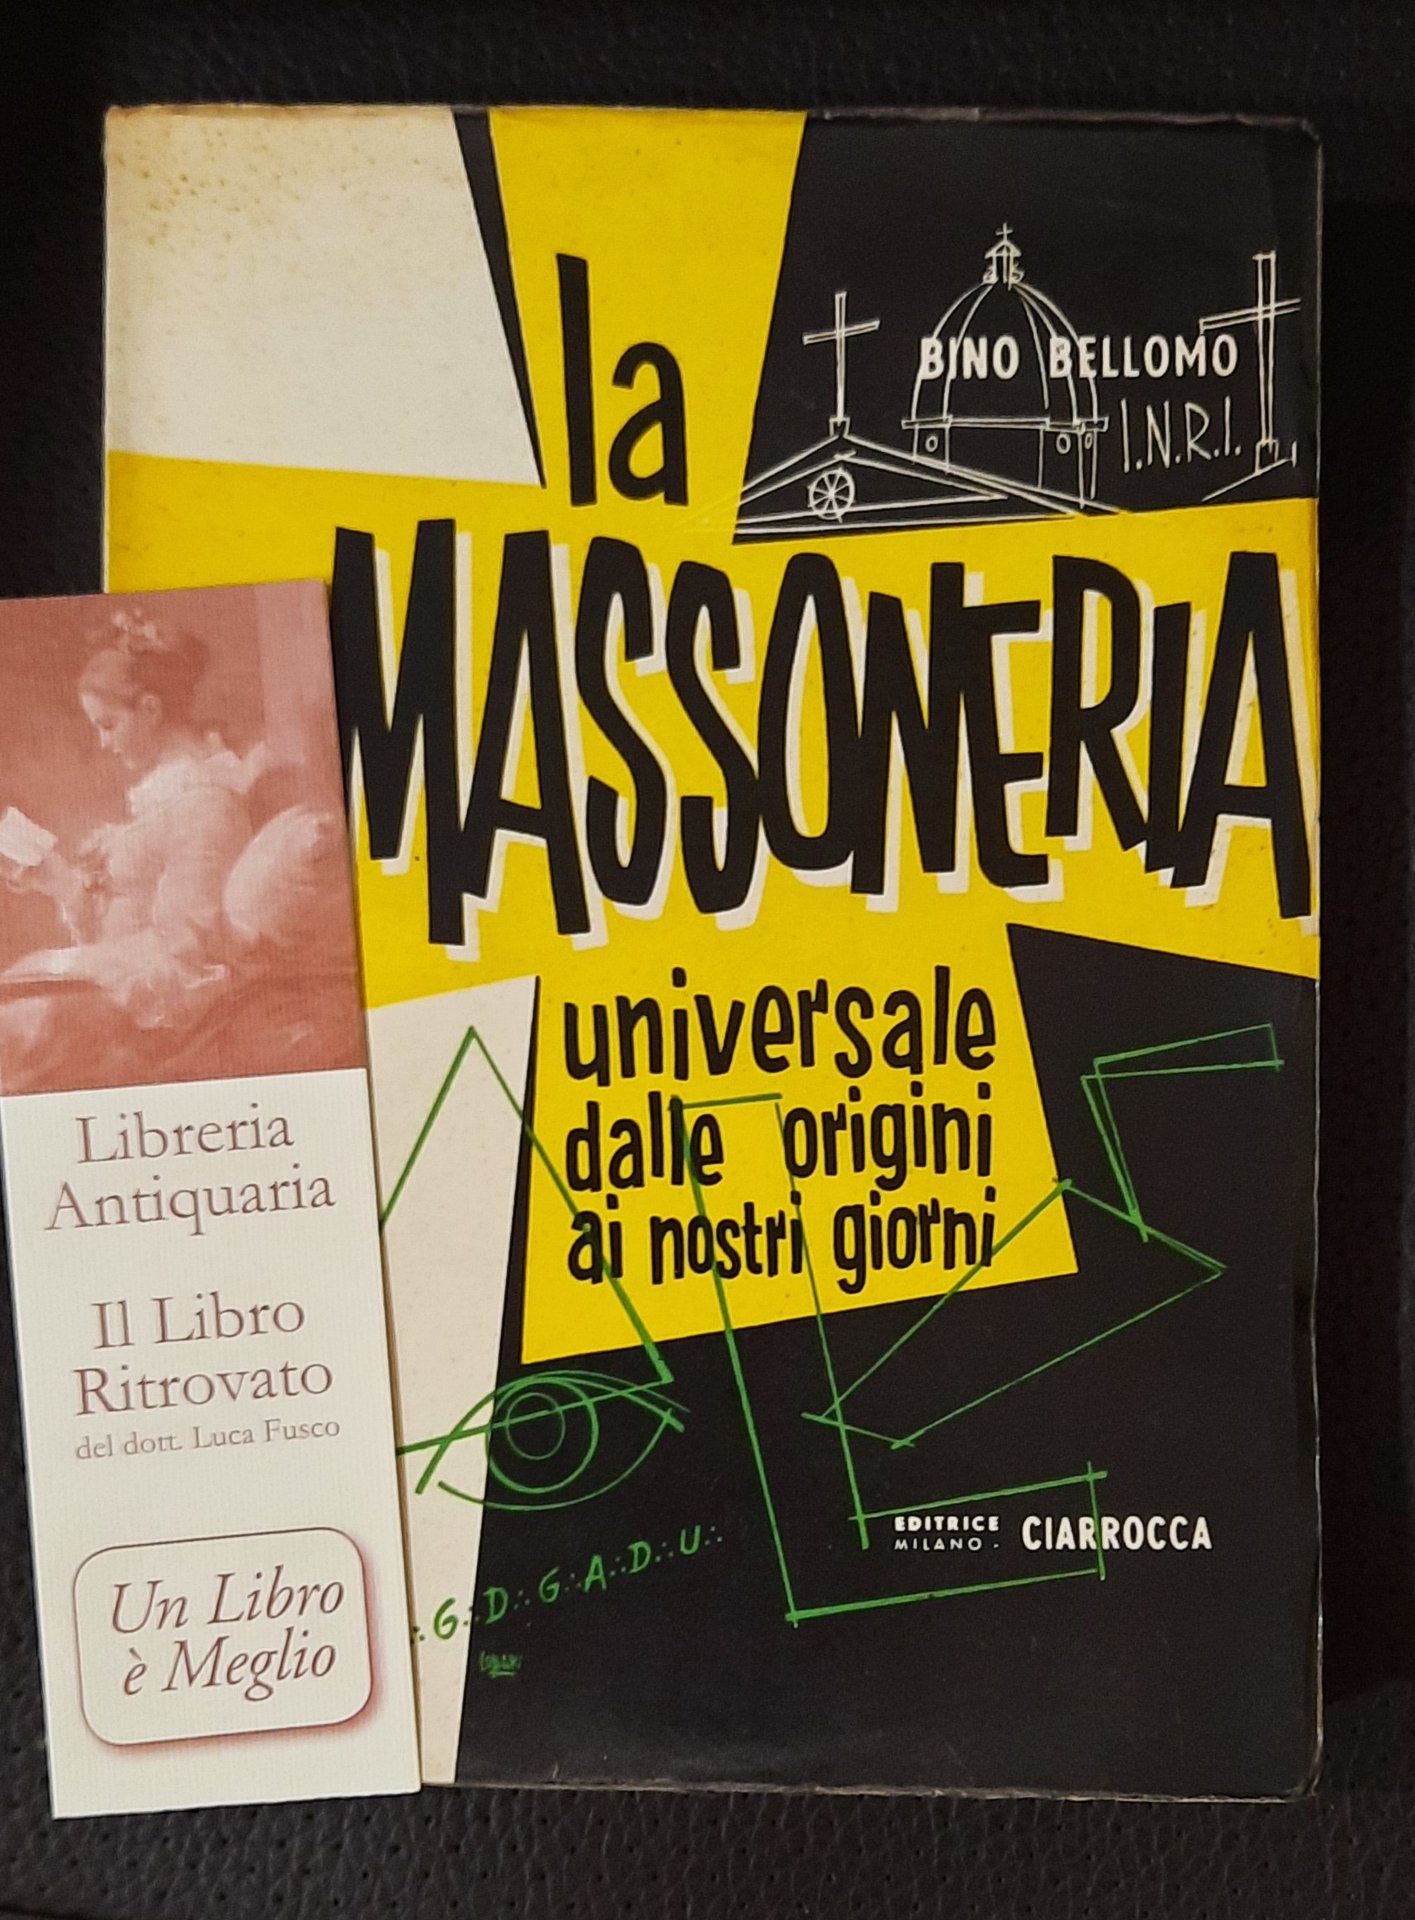 la
BINO BELLOMO
I.N.R.I.
MASSONERIA
universale
dalle origini
ai nostri giorni
EDITRICE
MILANO - CIARROCCA
∴G∴D∴G∴A∴D∴U∴
Libreria
Antiquaria
Il Libro
Ritrovato
del dott. Luca Fusco
Un Libro
è Meglio